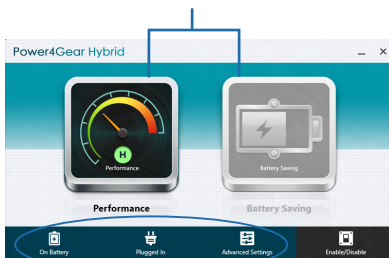 Power4Gear Hybrid
H
Performance
Battery Saving
Performance
Battery Saving
On Battery
Plugged In
Advanced Settings
Enable/Disable